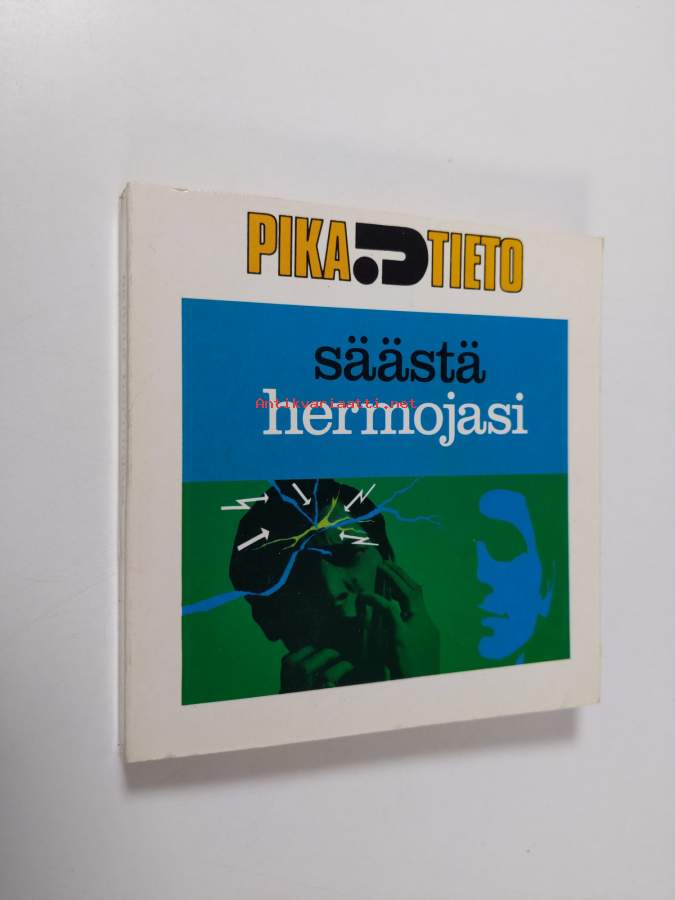 PIKA?TIETO
säästä
Antikvariaatti.net
hermojasi